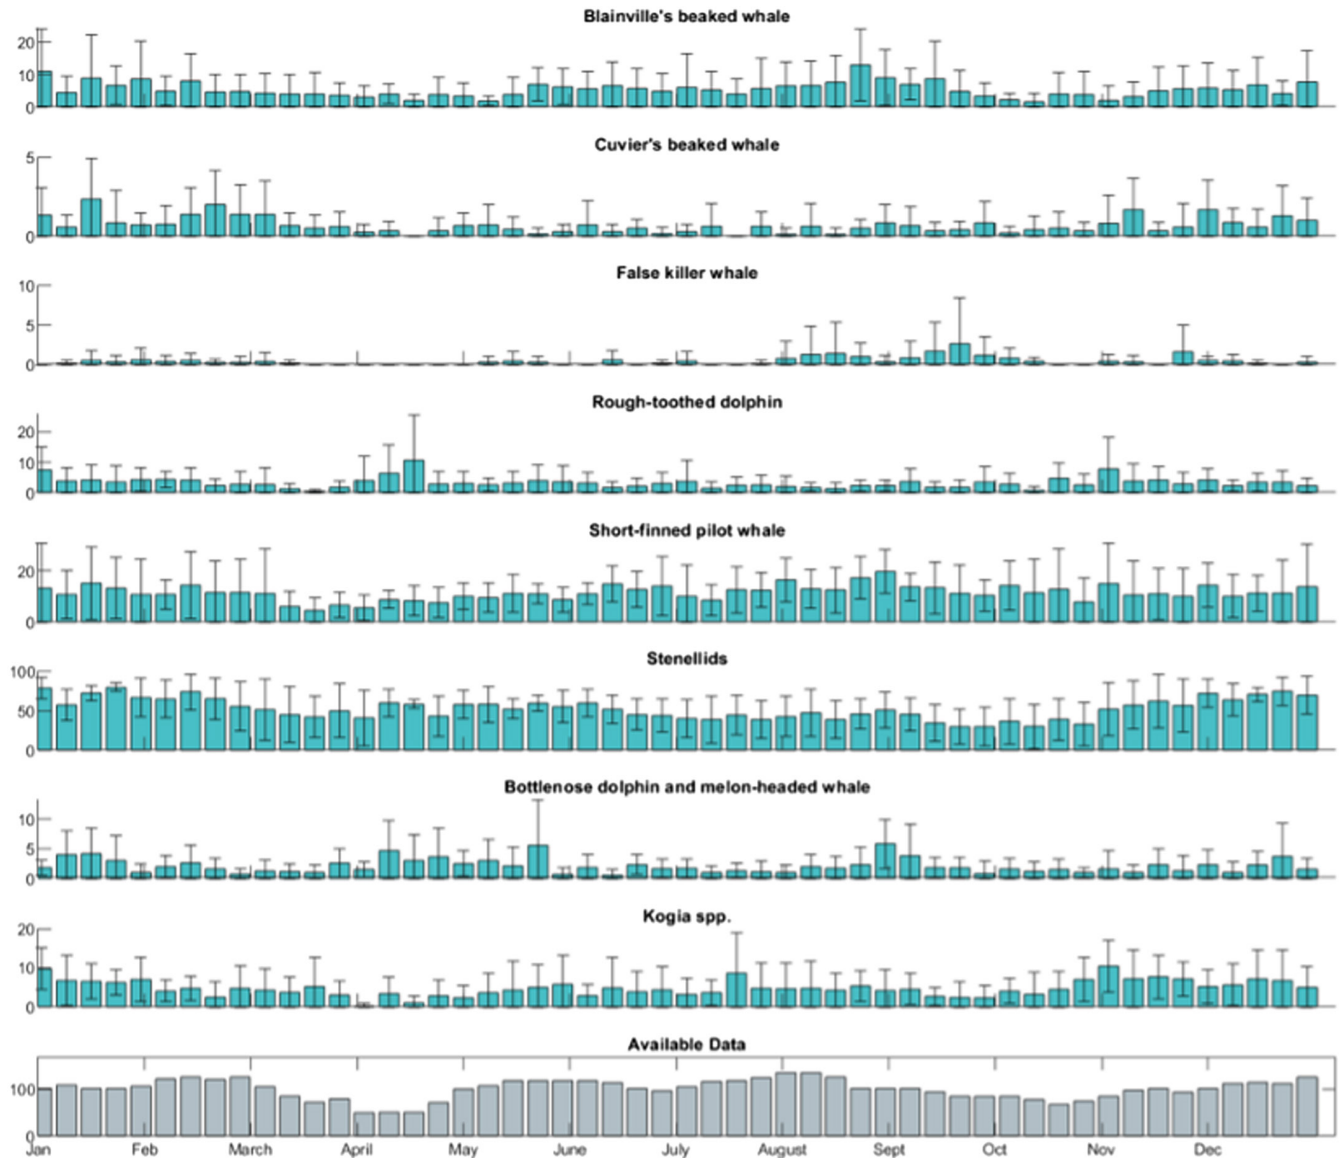 Blainville's beaked whale
20
10
0
Cuvier's beaked whale
5
0
False killer whale
10
5
0
Rough-toothed dolphin
20
10
0
Short-finned pilot whale
20
0
Stenellids
100
50
0
Bottlenose dolphin and melon-headed whale
10
5
0
Kogia spp.
20
10
0
Available Data
100
0
Jan Feb March April May June July August Sept Oct Nov Dec